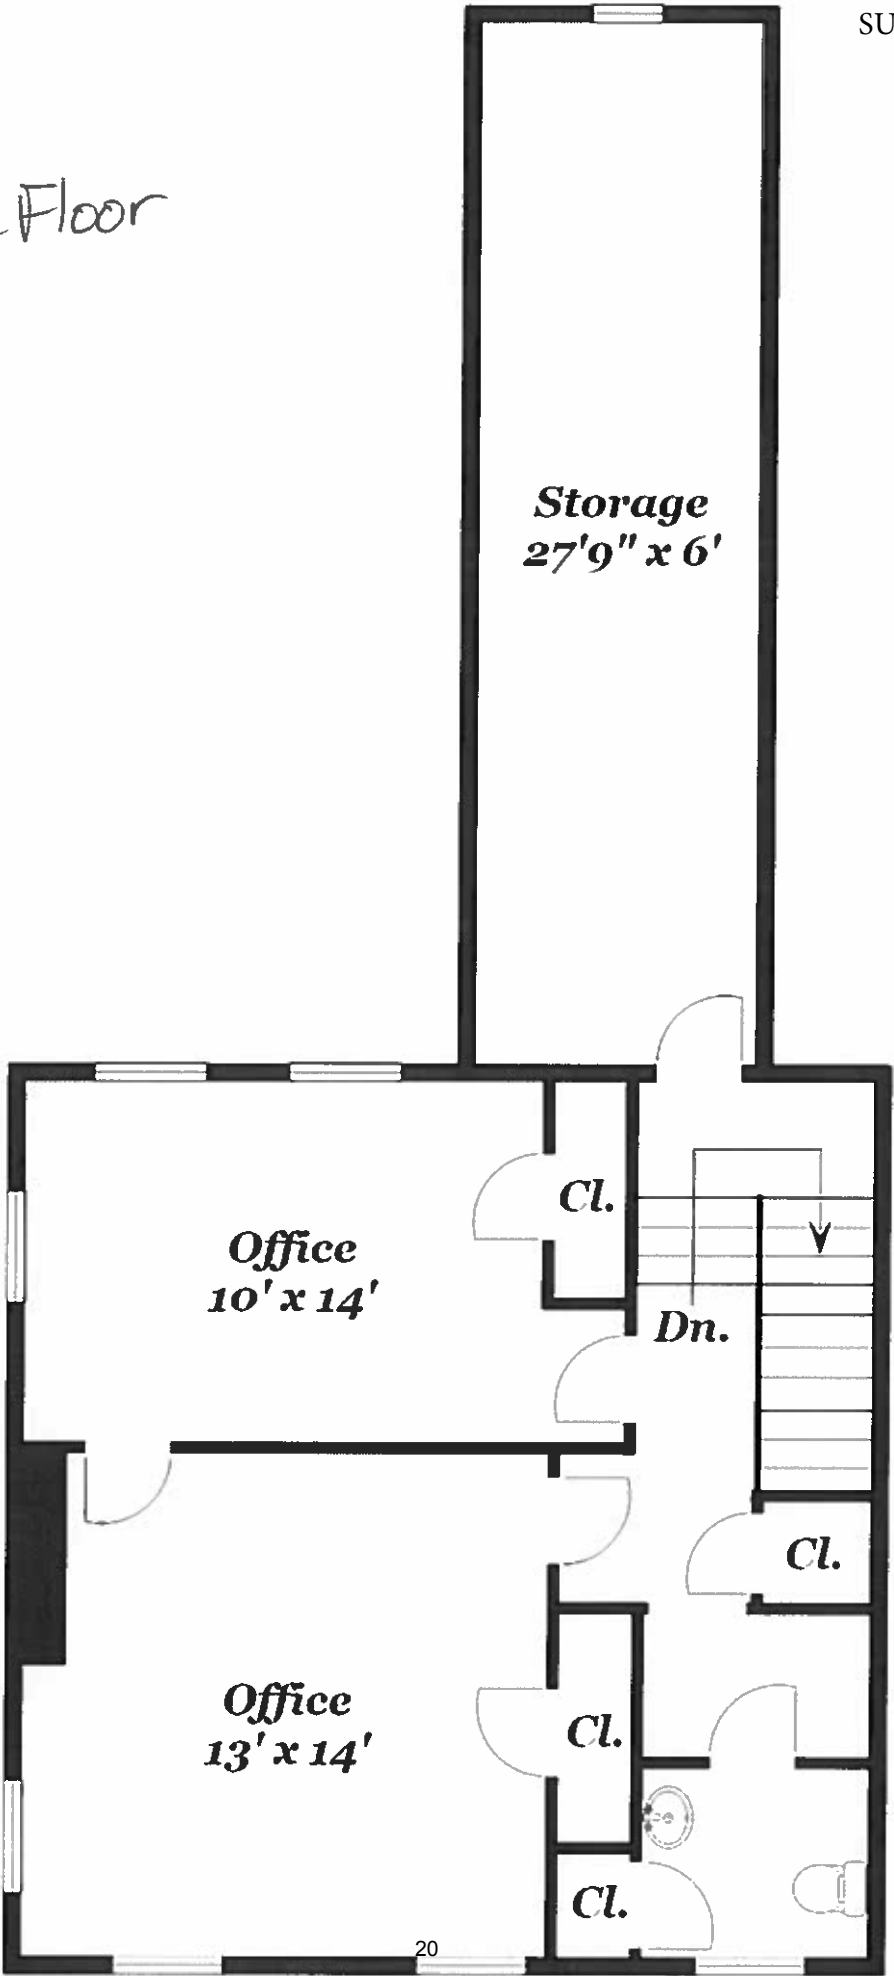 SU
Floor
Storage
27'9" x 6'
Cl.
Office
10' x 14'
Dn.
Cl.
Office
13' x 14'
Cl.
Cl.
20